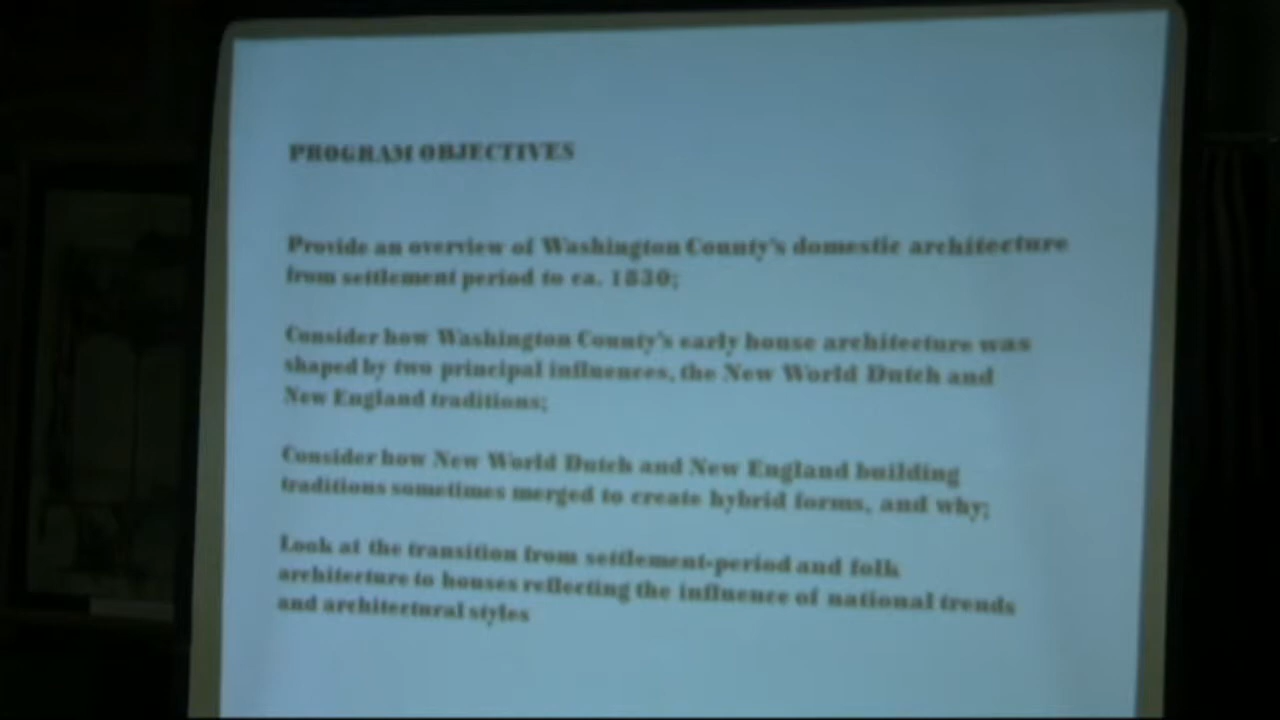 PROGRAM OBJECTIVES
Provide an overview of Washington County's domestic architecture
from settlement period to ca. 1830;
Consider how Washington County's early house architecture was
shaped by two principal influences, the New World Dutch and
New England traditions;
Consider how New World Dutch and New England building
traditions sometimes merged to create hybrid forms, and why;
Look at the transition from settlement-period and folk
architecture to houses reflecting the influence of national trends
and architectural styles